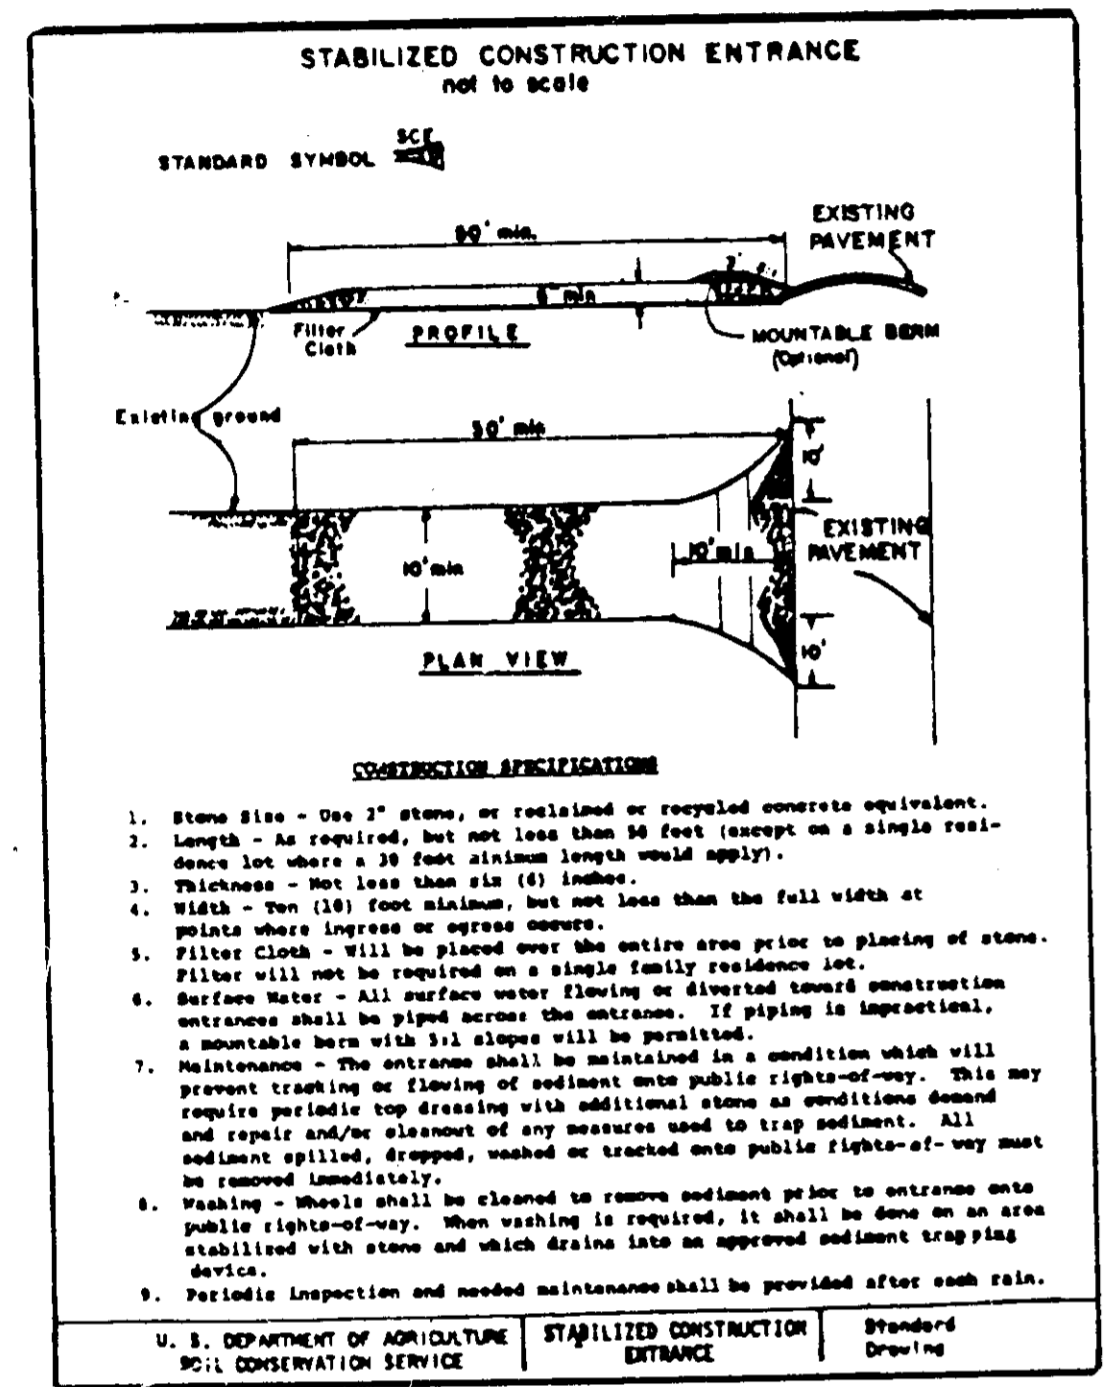 STABILIZED CONSTRUCTION ENTRANCE
not to scale
STANDARD SYMBOL SCE
50' min.
EXISTING
PAVEMENT
6" min
Filter
Cloth
PROFILE
MOUNTABLE BERM
(Optional)
Existing ground
50' min
10'
EXISTING
PAVEMENT
10' min
10' min
10'
PLAN VIEW
CONSTRUCTION SPECIFICATIONS
1. Stone Size - Use 2" stone, or reclaimed or recycled concrete equivalent.
2. Length - As required, but not less than 50 feet (except on a single resi-
dence lot where a 30 foot minimum length would apply).
3. Thickness - Not less than six (6) inches.
4. Width - Ten (10) foot minimum, but not less than the full width at
points where ingress or egress occurs.
5. Filter Cloth - Will be placed over the entire area prior to placing of stone.
Filter will not be required on a single family residence lot.
6. Surface Water - All surface water flowing or diverted toward construction
entrances shall be piped across the entrance. If piping is impractical,
a mountable berm with 5:1 slopes will be permitted.
7. Maintenance - The entrance shall be maintained in a condition which will
prevent tracking or flowing of sediment onto public rights-of-way. This may
require periodic top dressing with additional stone as conditions demand
and repair and/or cleanout of any measures used to trap sediment. All
sediment spilled, dropped, washed or tracked onto public rights-of-way must
be removed immediately.
8. Washing - Wheels shall be cleaned to remove sediment prior to entrance onto
public rights-of-way. When washing is required, it shall be done on an area
stabilized with stone and which drains into an approved sediment trapping
device.
9. Periodic inspection and needed maintenance shall be provided after each rain.
U. S. DEPARTMENT OF AGRICULTURE
SOIL CONSERVATION SERVICE
STABILIZED CONSTRUCTION
ENTRANCE
Standard
Drawing